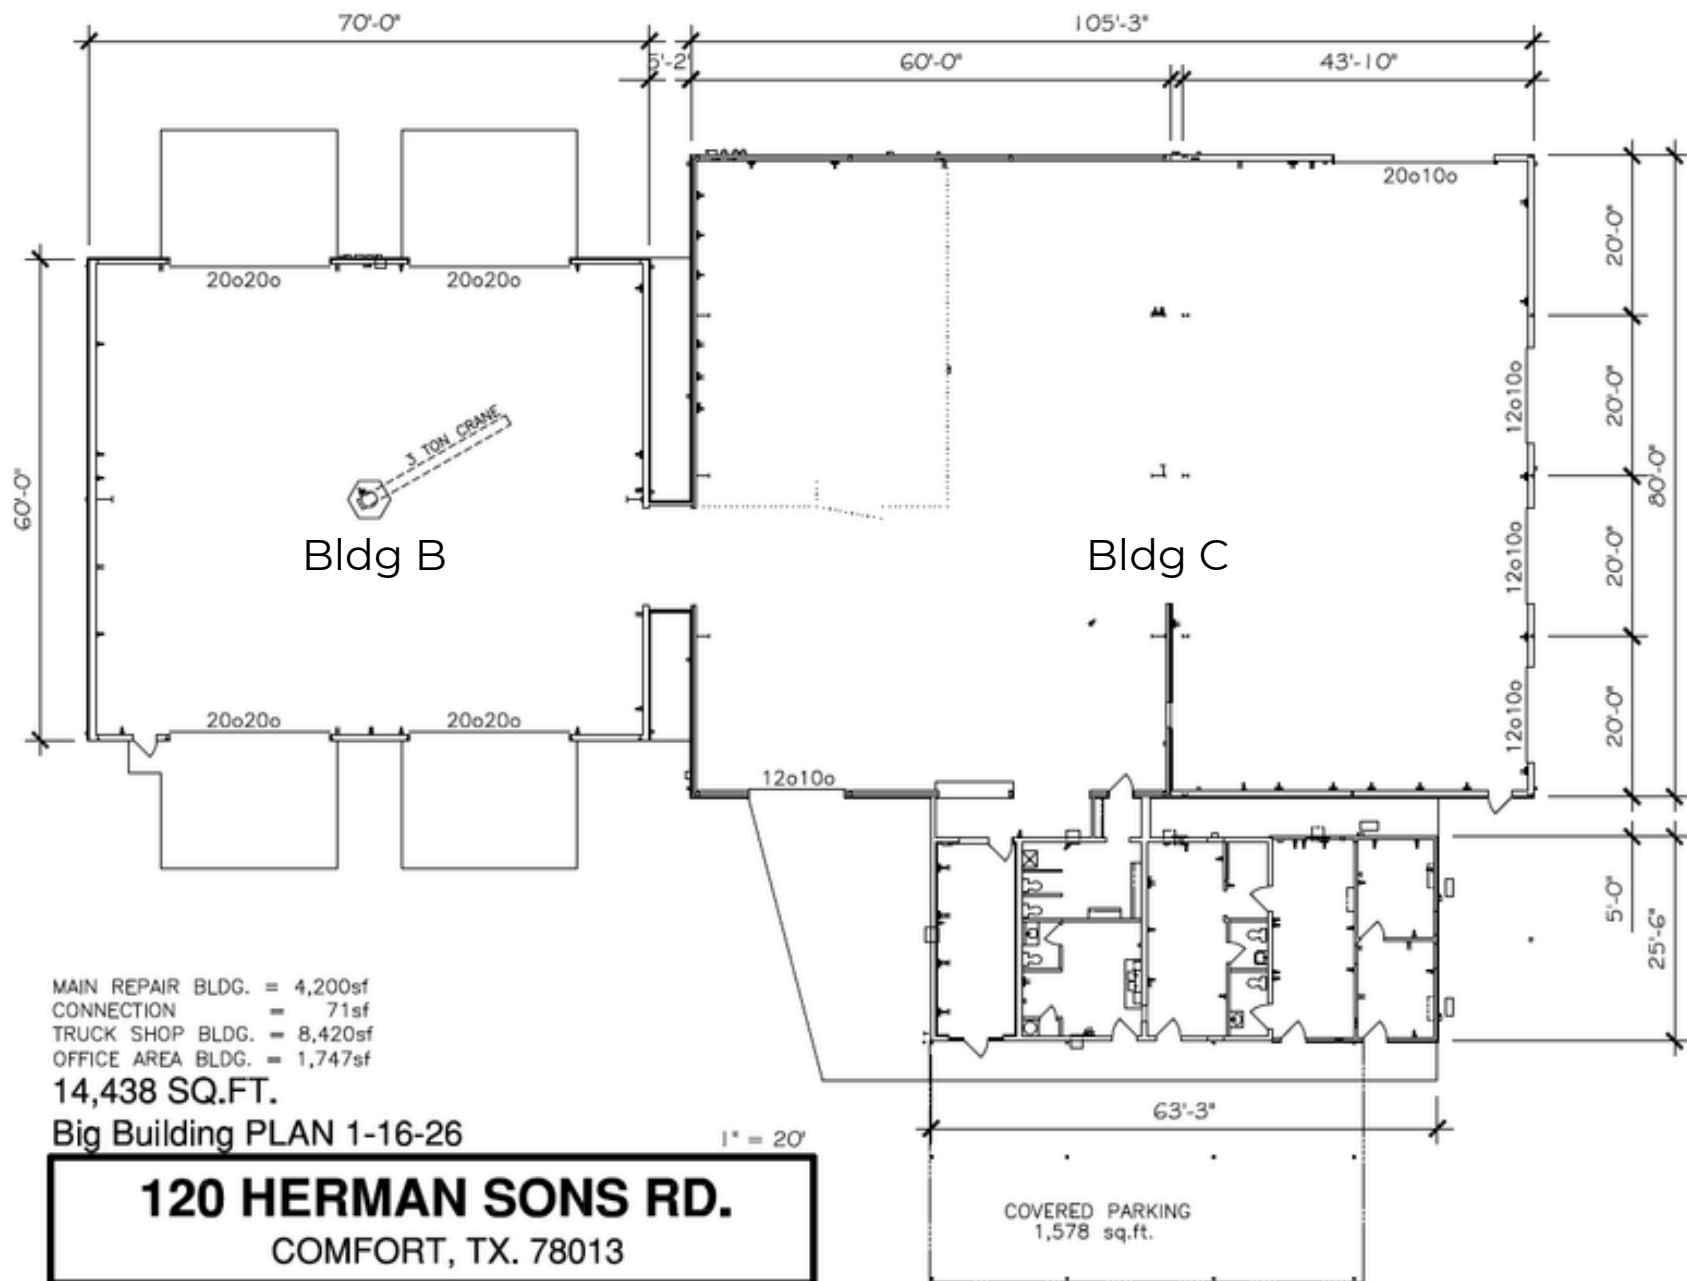 70'-0"
105'-3"
5'-2"
60'-0"
43'-10"
20o10o
20'-0"
20o20o
20o20o
12o10o
20'-0"
3 TON CRANE
60'-0"
80'-0"
Bldg B
Bldg C
12o10o
20'-0"
20o20o
20o20o
12o10o
20'-0"
12o10o
5'-0"
25'-6"
MAIN REPAIR BLDG. = 4,200sf
CONNECTION = 71sf
TRUCK SHOP BLDG. = 8,420sf
OFFICE AREA BLDG. = 1,747sf
14,438 SQ.FT.
Big Building PLAN 1-16-26
1" = 20'
63'-3"
120 HERMAN SONS RD.
COMFORT, TX. 78013
COVERED PARKING
1,578 sq.ft.